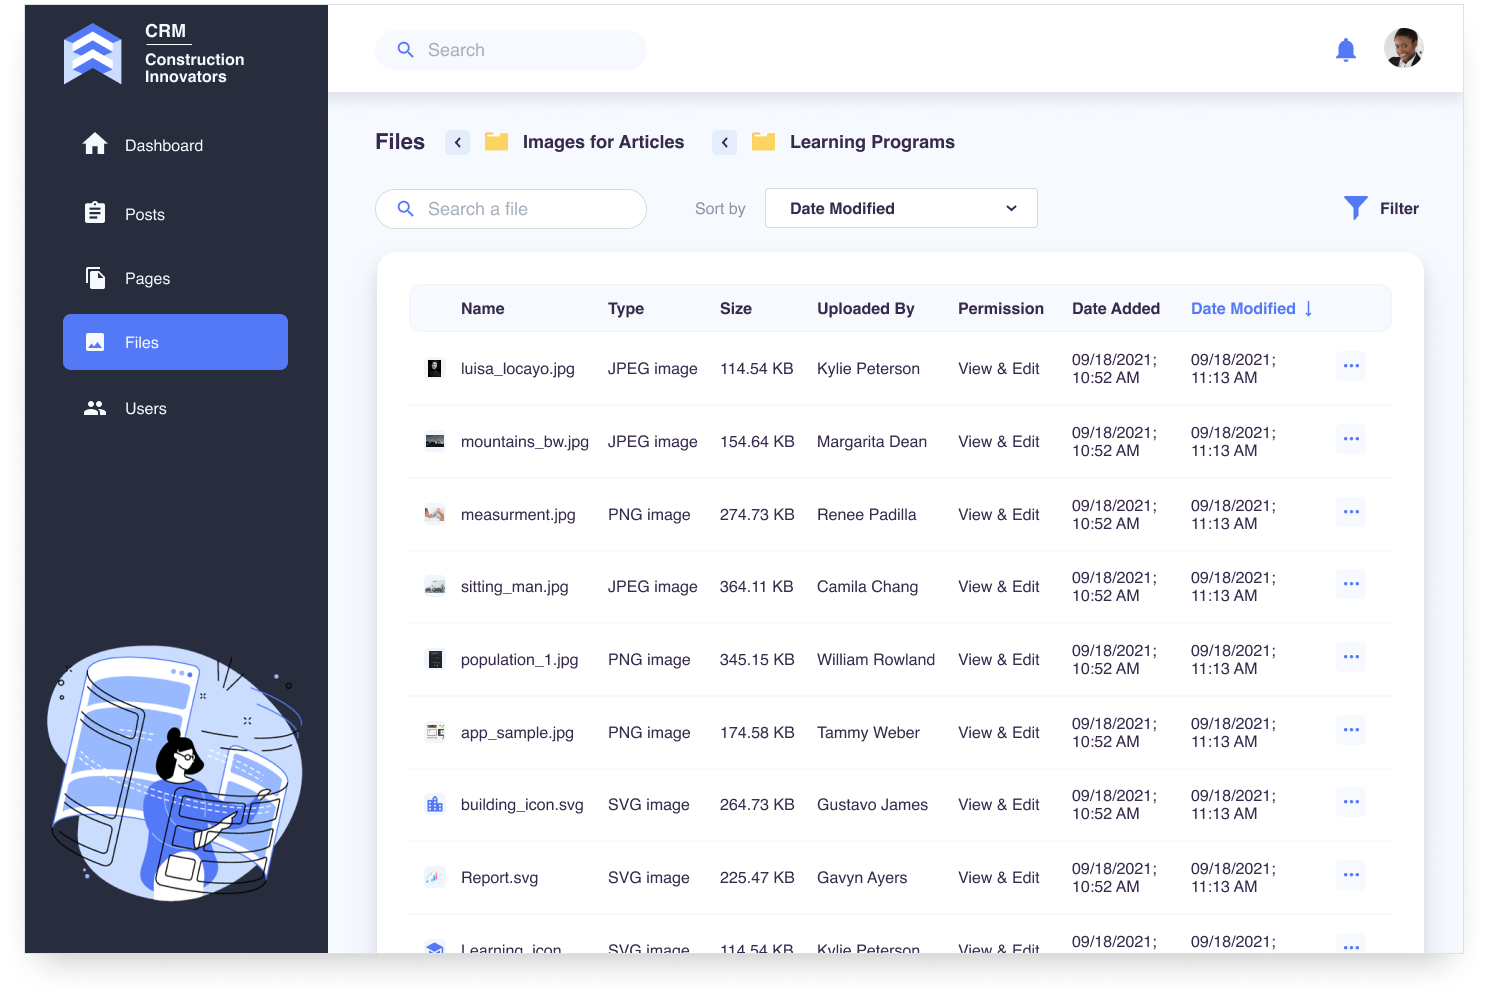 CRM
Construction
Innovators
Search
Dashboard
Posts
Pages
Files
Users
Files Images for Articles Learning Programs
Search a file Sort by Date Modified Filter
Name Type Size Uploaded By Permission Date Added Date Modified ↓
luisa_locayo.jpg JPEG image 114.54 KB Kylie Peterson View & Edit 09/18/2021; 10:52 AM 09/18/2021; 11:13 AM
mountains_bw.jpg JPEG image 154.64 KB Margarita Dean View & Edit 09/18/2021; 10:52 AM 09/18/2021; 11:13 AM
measurment.jpg PNG image 274.73 KB Renee Padilla View & Edit 09/18/2021; 10:52 AM 09/18/2021; 11:13 AM
sitting_man.jpg JPEG image 364.11 KB Camila Chang View & Edit 09/18/2021; 10:52 AM 09/18/2021; 11:13 AM
population_1.jpg PNG image 345.15 KB William Rowland View & Edit 09/18/2021; 10:52 AM 09/18/2021; 11:13 AM
app_sample.jpg PNG image 174.58 KB Tammy Weber View & Edit 09/18/2021; 10:52 AM 09/18/2021; 11:13 AM
building_icon.svg SVG image 264.73 KB Gustavo James View & Edit 09/18/2021; 10:52 AM 09/18/2021; 11:13 AM
Report.svg SVG image 225.47 KB Gavyn Ayers View & Edit 09/18/2021; 10:52 AM 09/18/2021; 11:13 AM
Learning_icon SVG image 114.54 KB Kylie Peterson View & Edit 09/18/2021; 09/18/2021;